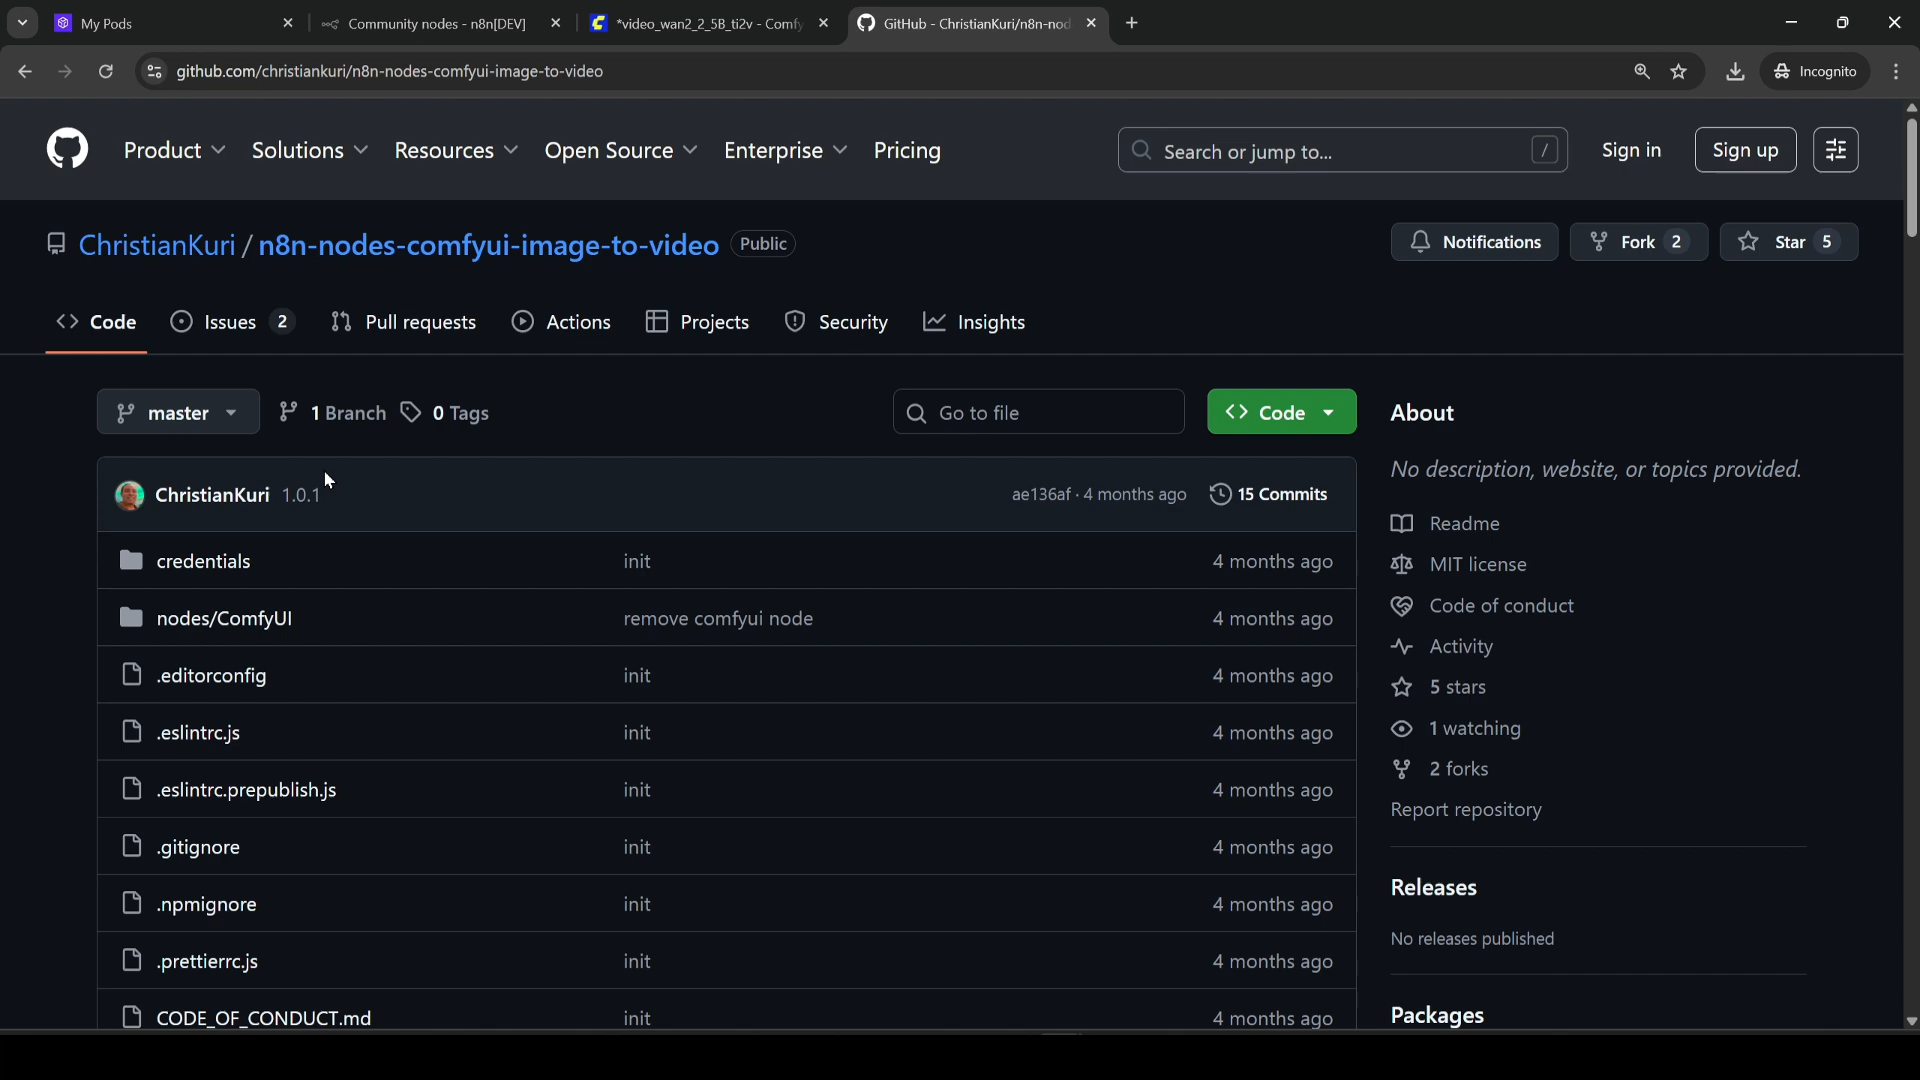 My Pods
Community nodes - n8n[DEV]
*video_wan2_2_5B_ti2v - Comfy
GitHub - ChristianKuri/n8n-nod
github.com/christiankuri/n8n-nodes-comfyui-image-to-video
Incognito
Product
Solutions
Resources
Open Source
Enterprise
Pricing
Search or jump to...
/
Sign in
Sign up
ChristianKuri / n8n-nodes-comfyui-image-to-video Public
Notifications
Fork 2
Star 5
Code
Issues 2
Pull requests
Actions
Projects
Security
Insights
master
1 Branch
0 Tags
Go to file
Code
About
ChristianKuri 1.0.1 ae136af · 4 months ago 15 Commits
No description, website, or topics provided.
credentials init 4 months ago
nodes/ComfyUI remove comfyui node 4 months ago
.editorconfig init 4 months ago
.eslintrc.js init 4 months ago
.eslintrc.prepublish.js init 4 months ago
.gitignore init 4 months ago
.npmignore init 4 months ago
.prettierrc.js init 4 months ago
CODE_OF_CONDUCT.md init 4 months ago
Readme
MIT license
Code of conduct
Activity
5 stars
1 watching
2 forks
Report repository
Releases
No releases published
Packages